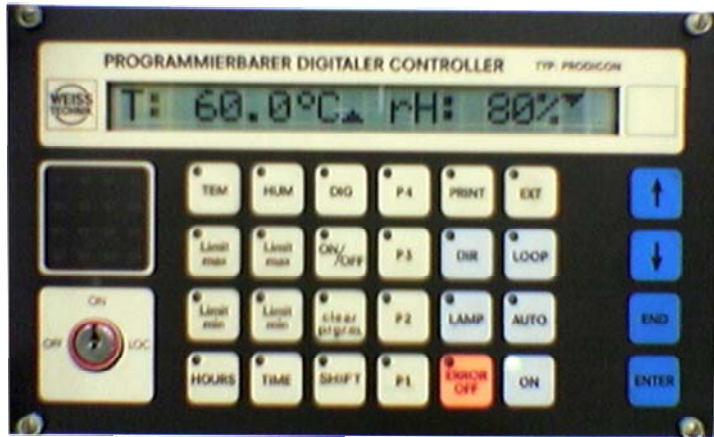 PROGRAMMIERBARER DIGITALER CONTROLLER TYP: PRODICON
WEISS
TECHNIK
T: 60.0°C▲ rH: 80%▼
TEM HUM DIG P4 PRINT EXT
Limit max Limit max ON/OFF P3 DIR LOOP
Limit min Limit min clear prgrm. P2 LAMP AUTO
HOURS TIME SHIFT P1 ERROR OFF ON
↑
↓
END
ENTER
ON
OFF LOC